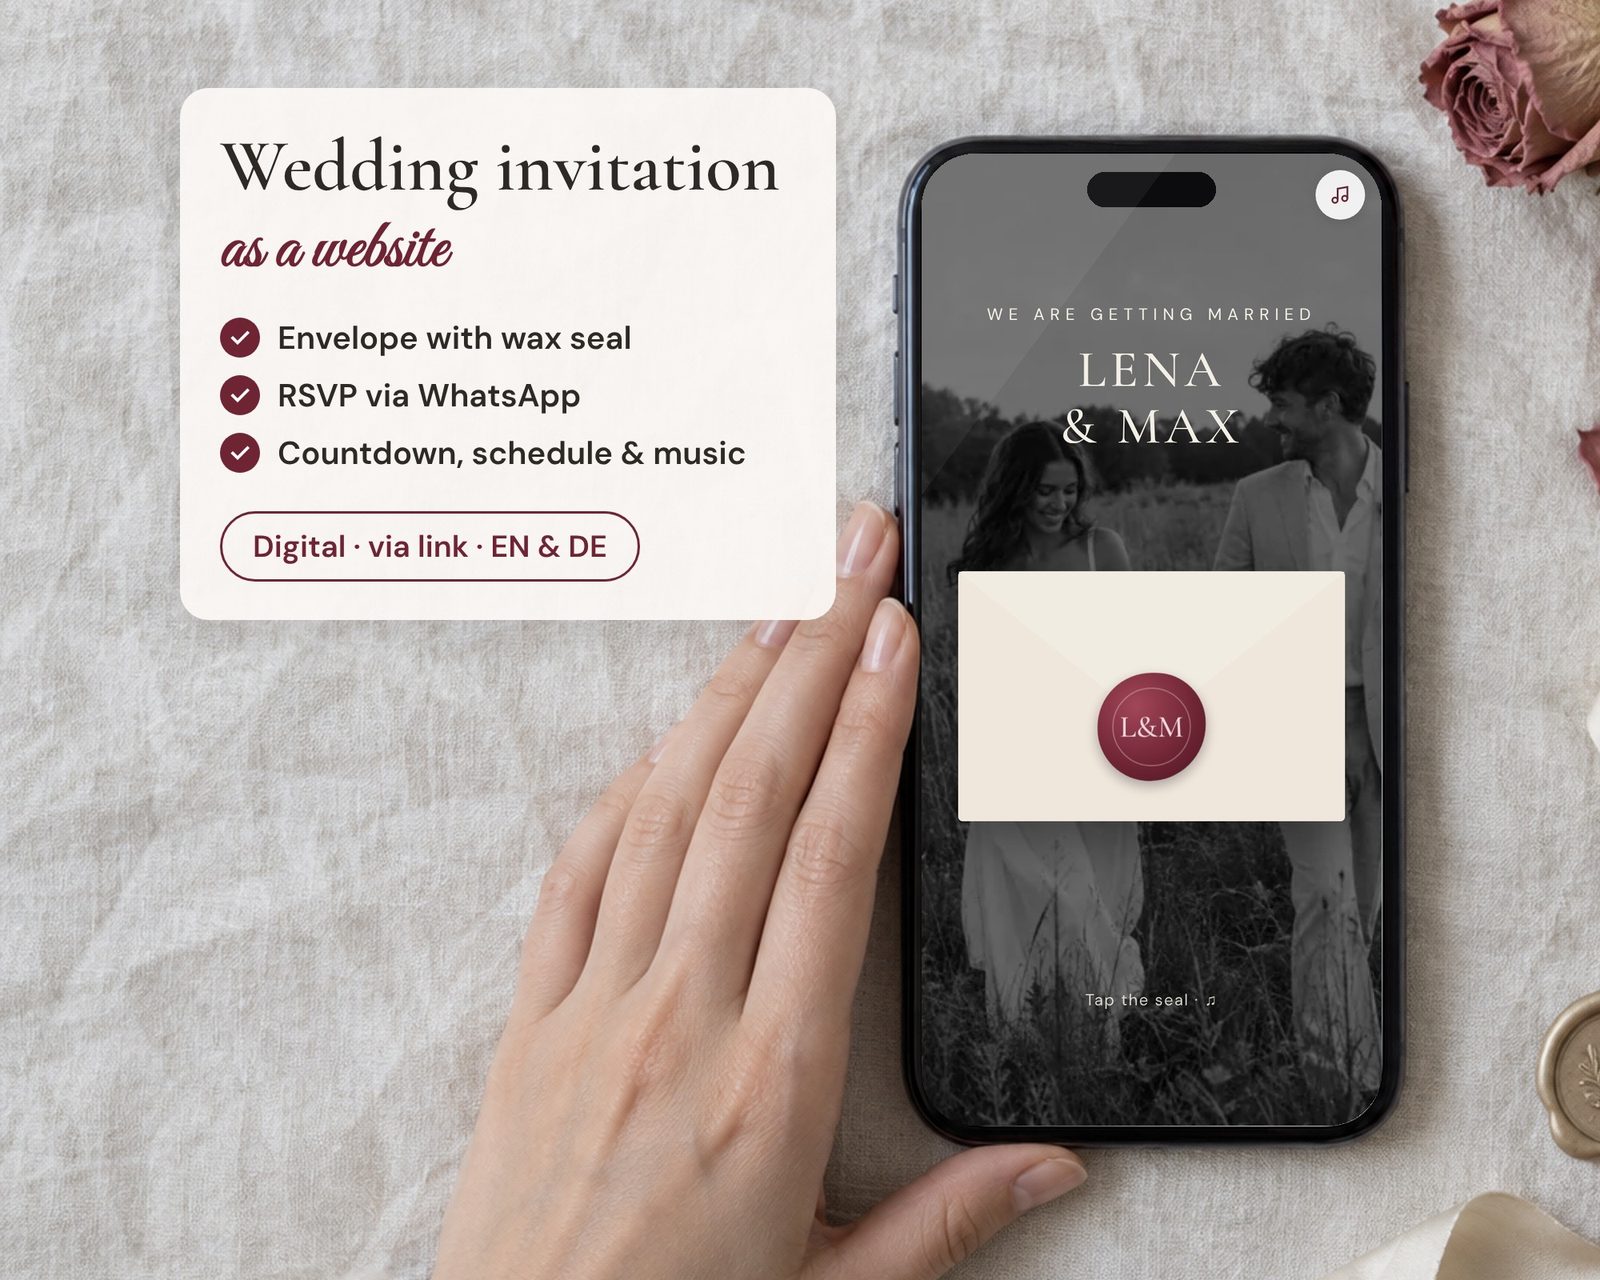 Wedding invitation
as a website
Envelope with wax seal
RSVP via WhatsApp
Countdown, schedule & music
Digital · via link · EN & DE
WE ARE GETTING MARRIED
LENA
& MAX
L&M
Tap the seal · ♫